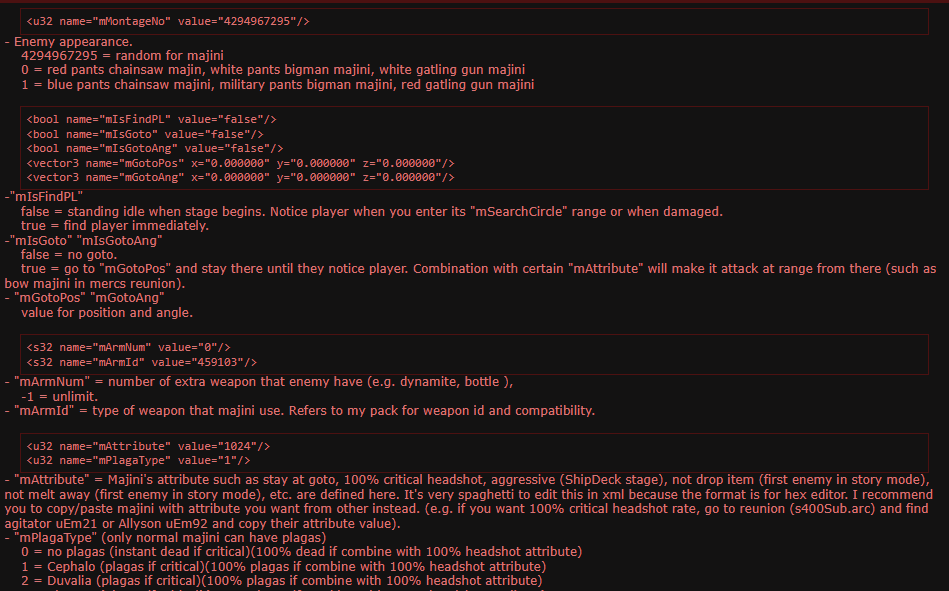 <u32 name="mMontageNo" value="4294967295"/>
- Enemy appearance.
4294967295 = random for majini
0 = red pants chainsaw majin, white pants bigman majini, white gatling gun majini
1 = blue pants chainsaw majini, military pants bigman majini, red gatling gun majini
<bool name="mIsFindPL" value="false"/>
<bool name="mIsGoto" value="false"/>
<bool name="mIsGotoAng" value="false"/>
<vector3 name="mGotoPos" x="0.000000" y="0.000000" z="0.000000"/>
<vector3 name="mGotoAng" x="0.000000" y="0.000000" z="0.000000"/>
-"mIsFindPL"
false = standing idle when stage begins. Notice player when you enter its "mSearchCircle" range or when damaged.
true = find player immediately.
-"mIsGoto" "mIsGotoAng"
false = no goto.
true = go to "mGotoPos" and stay there until they notice player. Combination with certain "mAttribute" will make it attack at range from there (such as
bow majini in mercs reunion).
- "mGotoPos" "mGotoAng"
value for position and angle.
<s32 name="mArmNum" value="0"/>
<s32 name="mArmId" value="459103"/>
- "mArmNum" = number of extra weapon that enemy have (e.g. dynamite, bottle ),
-1 = unlimit.
- "mArmId" = type of weapon that majini use. Refers to my pack for weapon id and compatibility.
<u32 name="mAttribute" value="1024"/>
<u32 name="mPlagaType" value="1"/>
- "mAttribute" = Majini's attribute such as stay at goto, 100% critical headshot, aggressive (ShipDeck stage), not drop item (first enemy in story mode),
not melt away (first enemy in story mode), etc. are defined here. It's very spaghetti to edit this in xml because the format is for hex editor. I recommend
you to copy/paste majini with attribute you want from other instead. (e.g. if you want 100% critical headshot rate, go to reunion (s400Sub.arc) and find
agitator uEm21 or Allyson uEm92 and copy their attribute value).
- "mPlagaType" (only normal majini can have plagas)
0 = no plagas (instant dead if critical)(100% dead if combine with 100% headshot attribute)
1 = Cephalo (plagas if critical)(100% plagas if combine with 100% headshot attribute)
2 = Duvalia (plagas if critical)(100% plagas if combine with 100% headshot attribute)